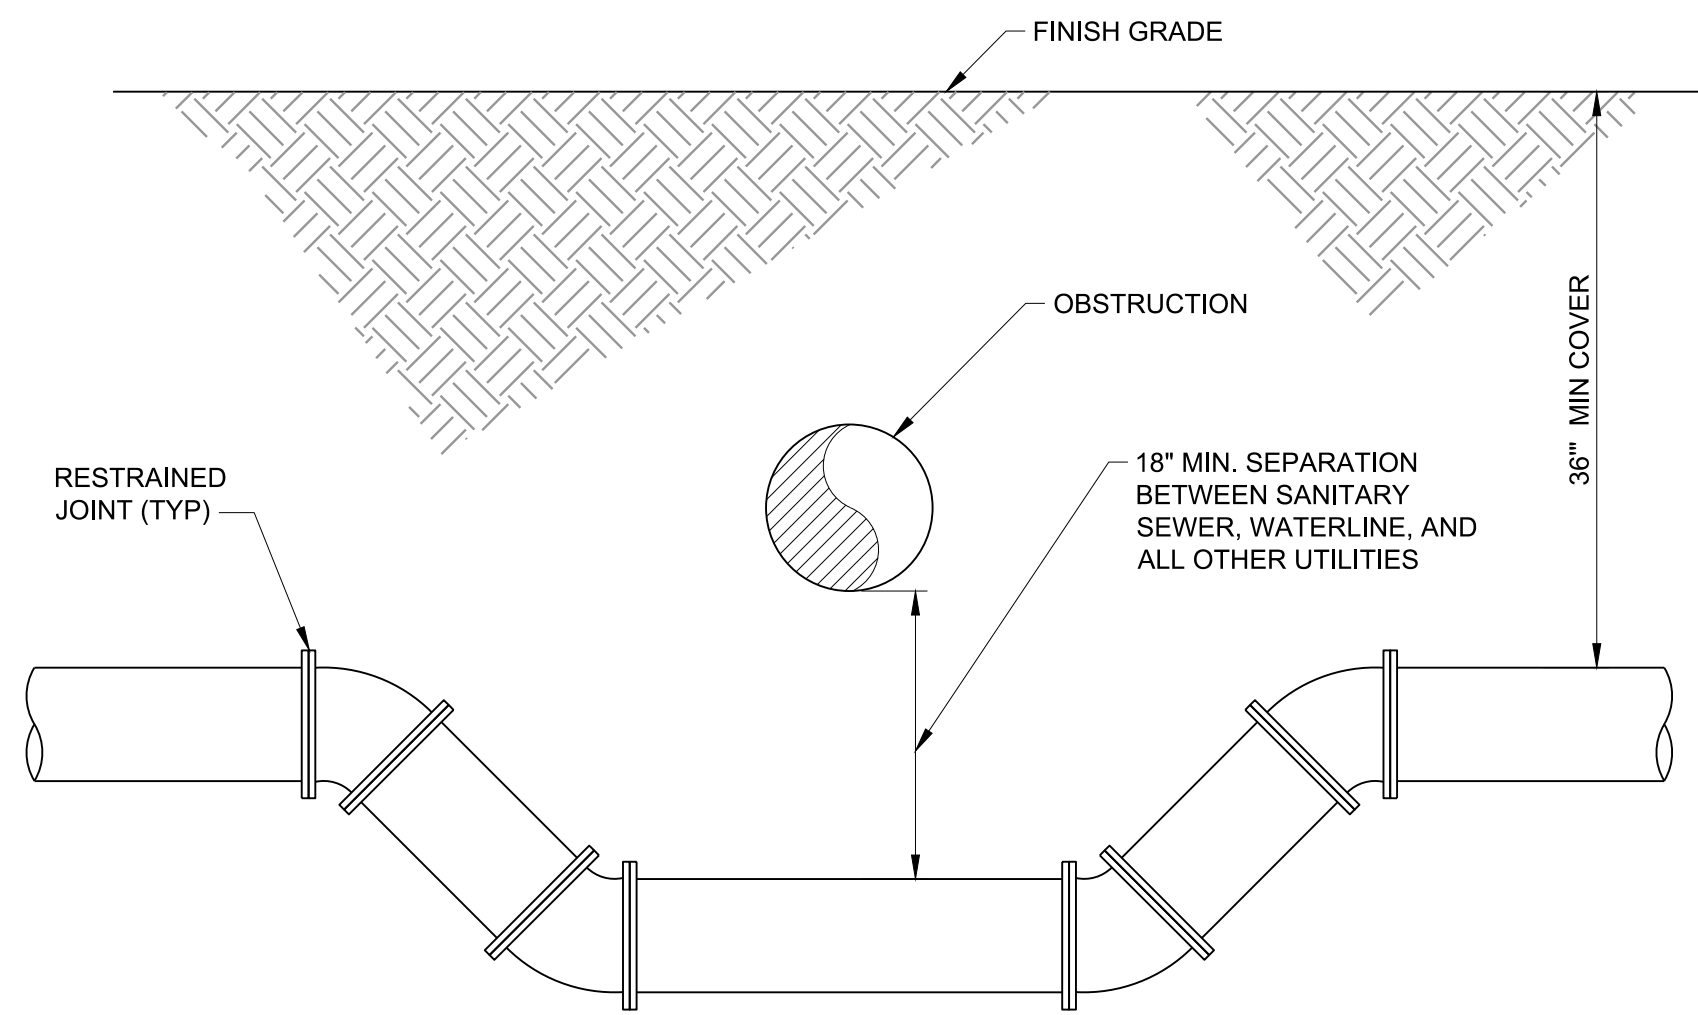 FINISH GRADE
OBSTRUCTION
36'" MIN COVER
18" MIN. SEPARATION
BETWEEN SANITARY
SEWER, WATERLINE, AND
ALL OTHER UTILITIES
RESTRAINED
JOINT (TYP)